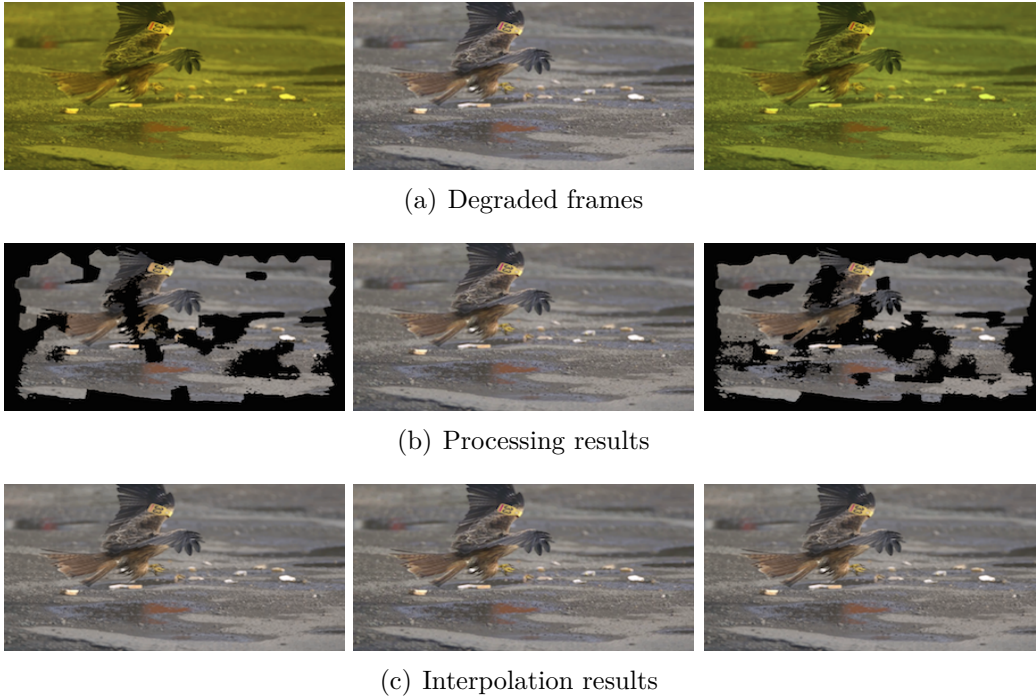 (a) Degraded frames
(b) Processing results
(c) Interpolation results